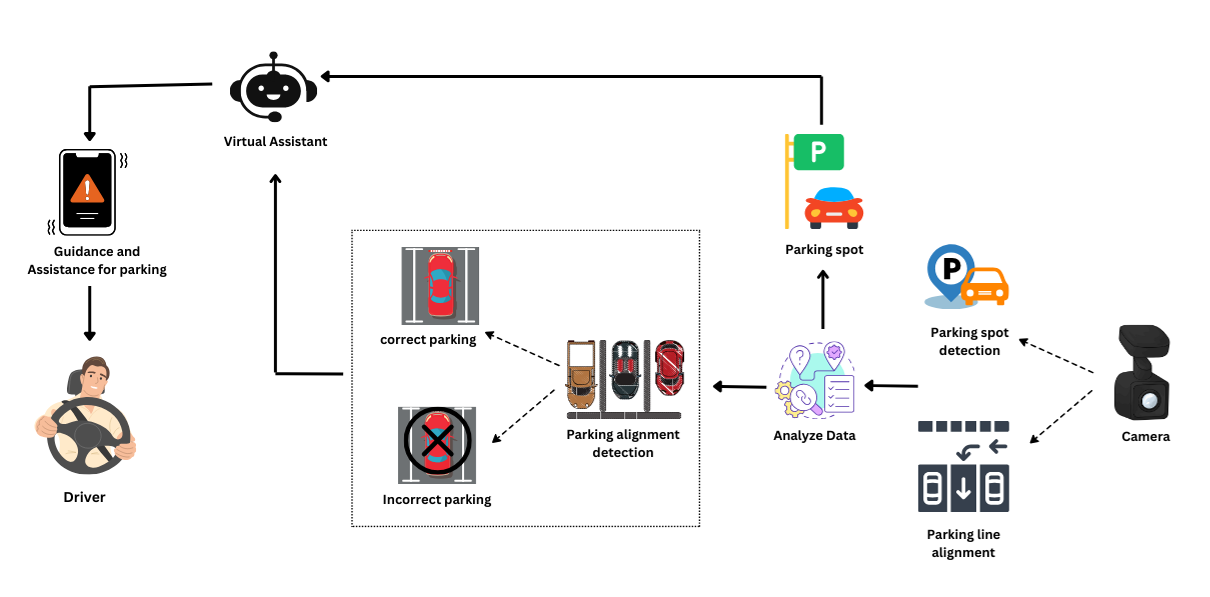 Virtual Assistant
Guidance and
Assistance for parking
Driver
correct parking
Incorrect parking
Parking alignment
detection
P
Parking spot
Analyze Data
P
Parking spot
detection
Parking line
alignment
Camera